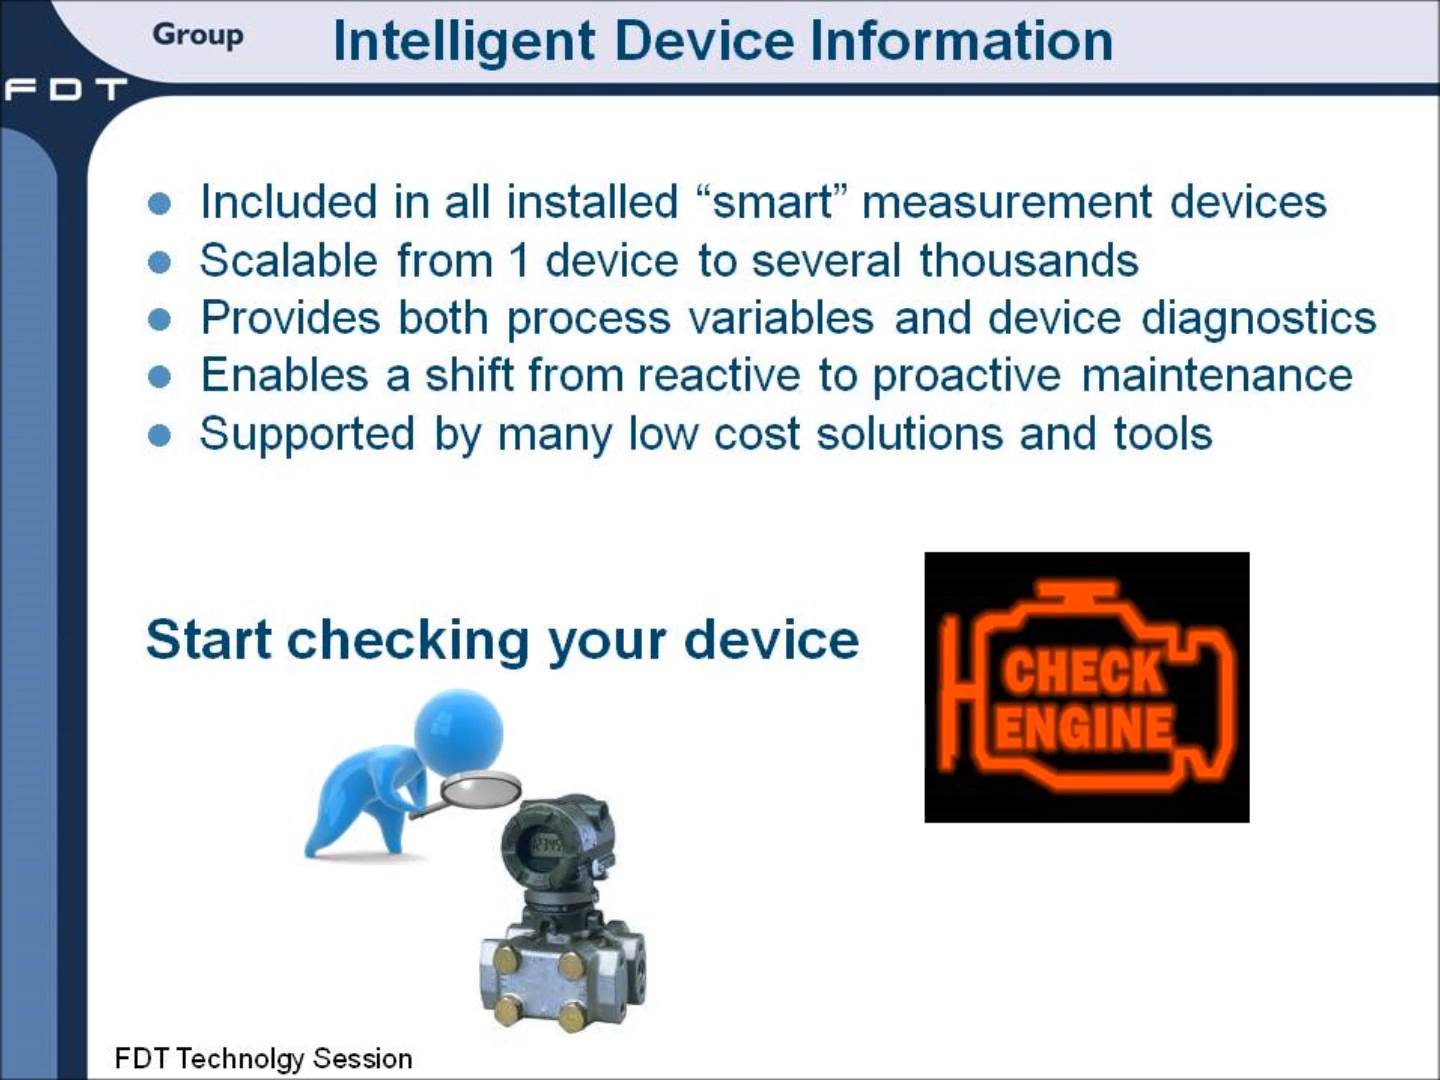 Group
FDT
Intelligent Device Information
Included in all installed “smart” measurement devices
Scalable from 1 device to several thousands
Provides both process variables and device diagnostics
Enables a shift from reactive to proactive maintenance
Supported by many low cost solutions and tools
Start checking your device
CHECK
ENGINE
FDT Technolgy Session